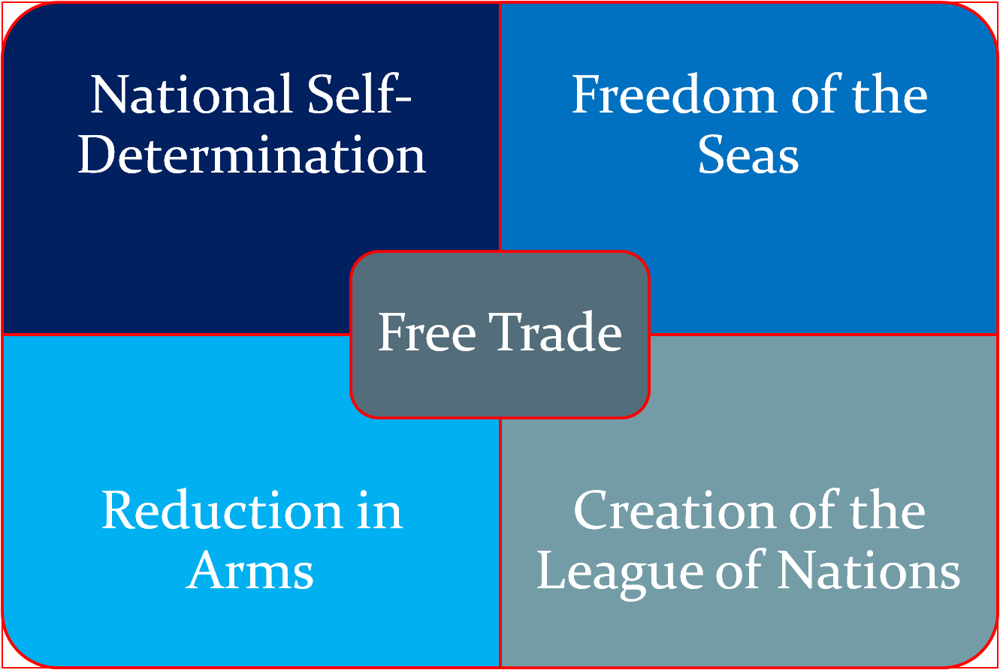 National Self-
Determination
Freedom of the
Seas
Free Trade
Reduction in
Arms
Creation of the
League of Nations